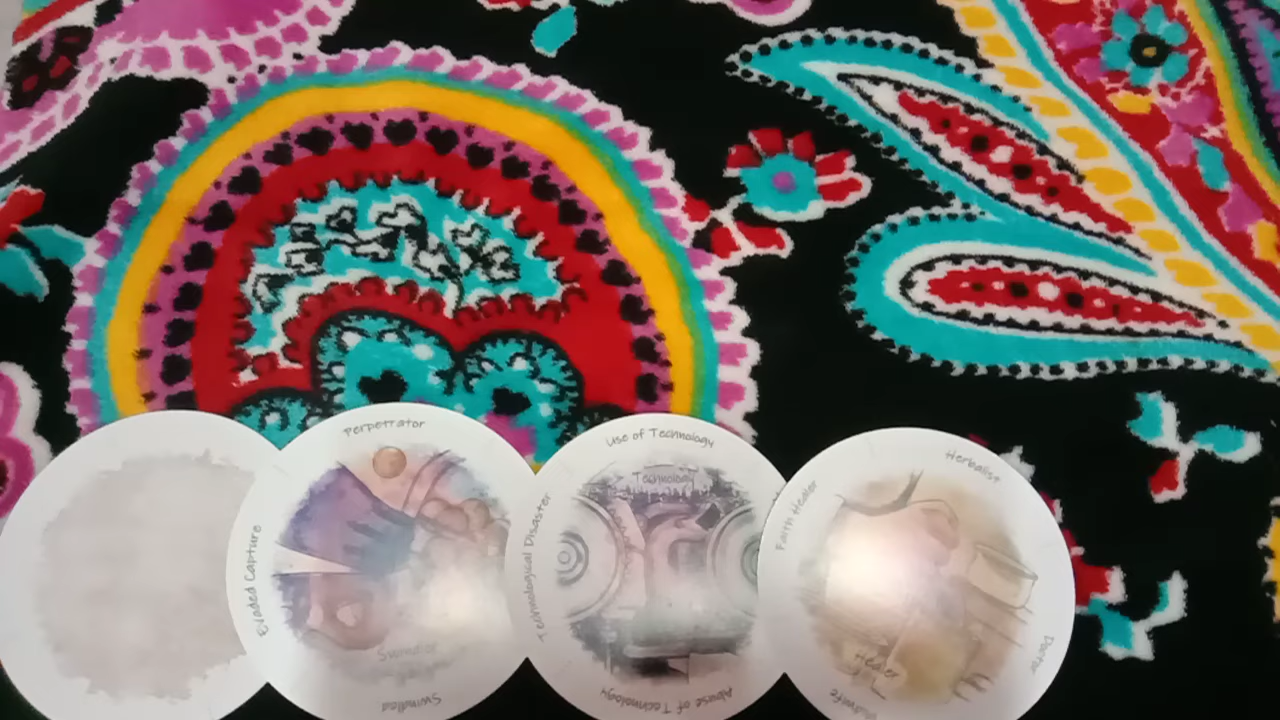 Perpetrator
Evaded Capture
Swindler
Swindled
Use of Technology
Technology
Technological Disaster
Abuse of Technology
Herbalist
Faith Healer
Healer
Doctor
Midwife